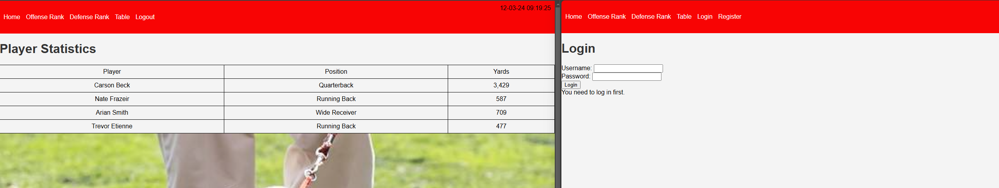 12-03-24 09:19:25
Home Offense Rank Defense Rank Table Logout
Player Statistics
Player Position Yards
Carson Beck Quarterback 3,429
Nate Frazeir Running Back 587
Arian Smith Wide Receiver 709
Trevor Etienne Running Back 477
Home Offense Rank Defense Rank Table Login Register
Login
Username:
Password:
Login
You need to log in first.